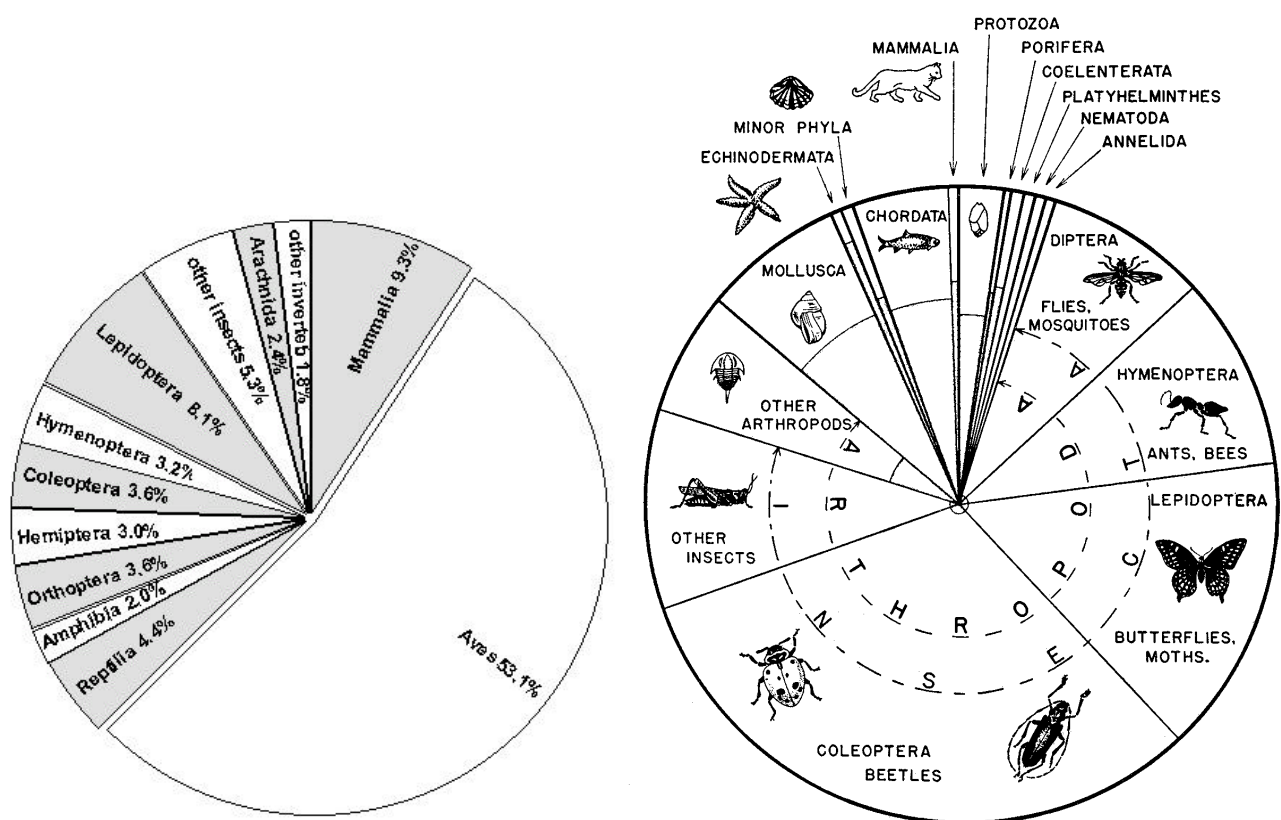 Mammalia 9.3%
Aves 53,1%
Reptilia 4.4%
Amphibia 2.0%
Orthoptera 3.6%
Hemiptera 3.0%
Coleoptera 3.6%
Hymenoptera 3.2%
Lepidoptera 8.1%
other insects 5.3%
Arachnida 2.4%
other inverteb 1.8%
PROTOZOA
MAMMALIA
PORIFERA
COELENTERATA
PLATYHELMINTHES
NEMATODA
ANNELIDA
MINOR PHYLA
ECHINODERMATA
CHORDATA
MOLLUSCA
DIPTERA
FLIES,
MOSQUITOES
HYMENOPTERA
ANTS, BEES
LEPIDOPTERA
BUTTERFLIES,
MOTHS.
COLEOPTERA
BEETLES
OTHER
INSECTS
OTHER
ARTHROPODS
ARTHROPODA
INSECTA